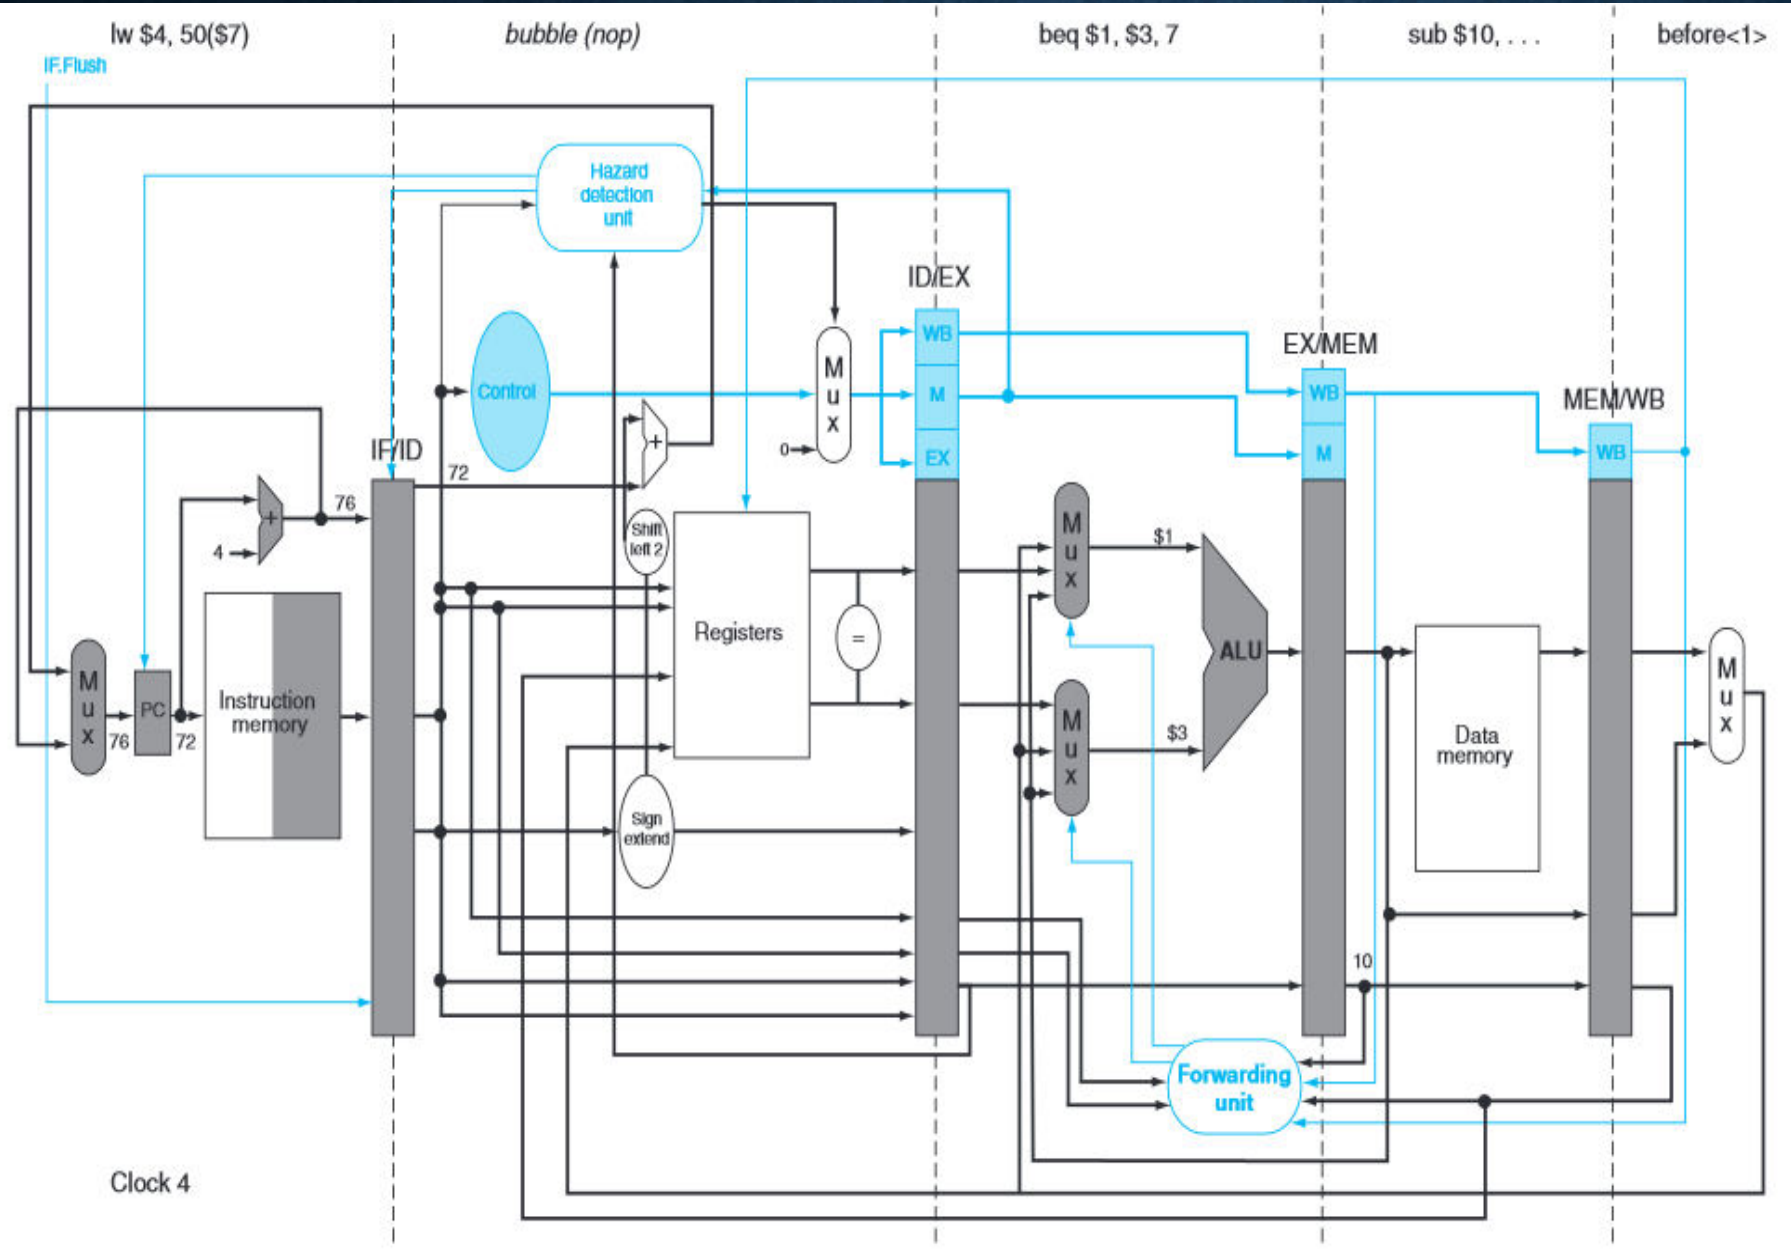 lw $4, 50($7)
bubble (nop)
beq $1, $3, 7
sub $10, . . .
before<1>
IF.Flush
Hazard
detection
unit
ID/EX
WB
M
EX
EX/MEM
WB
M
MEM/WB
WB
Control
M
u
x
0
+
IF/ID
72
76
+
4
Shift
left 2
Registers
=
M
u
x
$1
ALU
M
u
x
$3
M
u
x
76
PC
72
Instruction
memory
Data
memory
M
u
x
Sign
extend
10
Forwarding
unit
Clock 4